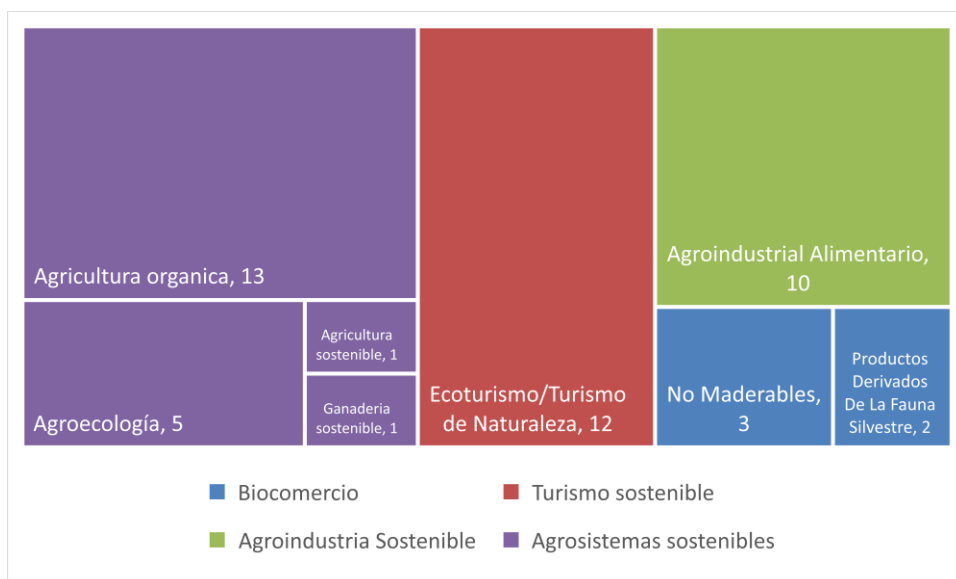 Agricultura organica, 13
Agroecología, 5
Agricultura
sostenible, 1
Ganaderia
sostenible, 1
Ecoturismo/Turismo
de Naturaleza, 12
Agroindustrial Alimentario,
10
No Maderables,
3
Productos
Derivados
De La Fauna
Silvestre, 2
Biocomercio
Turismo sostenible
Agroindustria Sostenible
Agrosistemas sostenibles